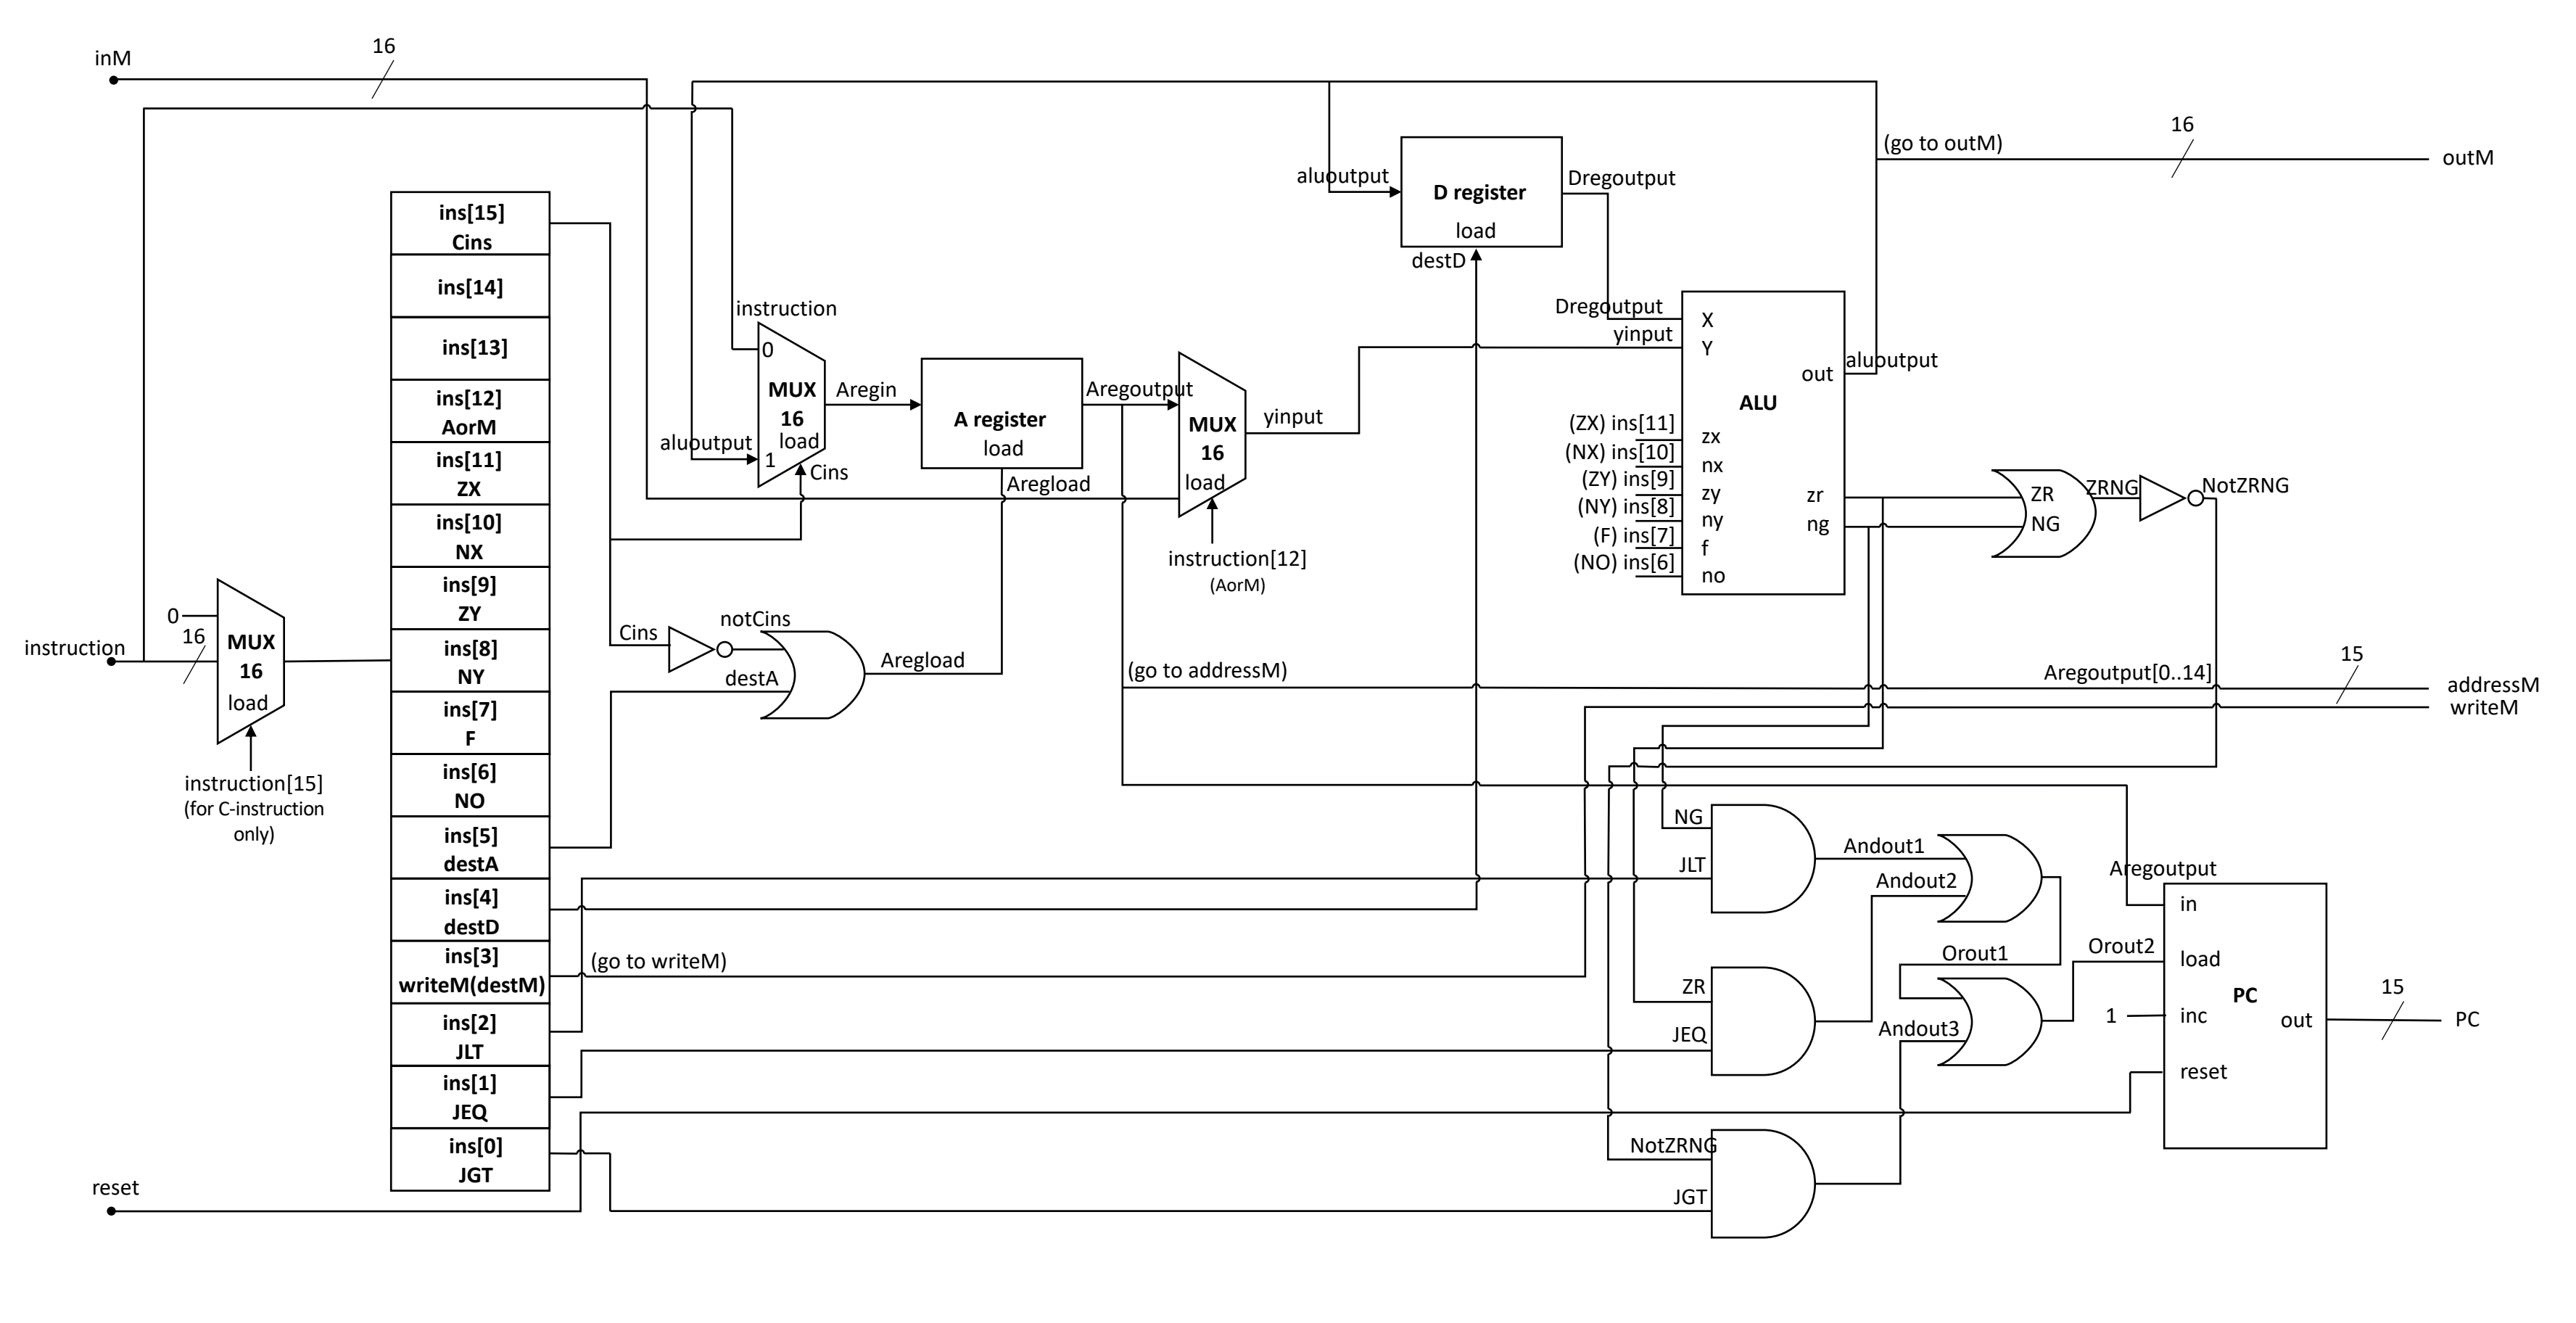 inM
16
instruction
0
16
MUX
16
load
instruction[15]
(for C-instruction
only)
reset
ins[15]
Cins
ins[14]
ins[13]
ins[12]
AorM
ins[11]
ZX
ins[10]
NX
ins[9]
ZY
ins[8]
NY
ins[7]
F
ins[6]
NO
ins[5]
destA
ins[4]
destD
ins[3]
writeM(destM)
ins[2]
JLT
ins[1]
JEQ
ins[0]
JGT
(go to writeM)
instruction
0
MUX
16
load
1
aluoutput
Cins
Aregin
A register
load
Aregload
Cins
notCins
destA
Aregload
Aregoutput
MUX
16
load
instruction[12]
(AorM)
yinput
(go to addressM)
aluoutput
D register
load
destD
Dregoutput
Dregoutput
yinput
X
Y
ALU
out
aluoutput
(ZX) ins[11]
(NX) ins[10]
(ZY) ins[9]
(NY) ins[8]
(F) ins[7]
(NO) ins[6]
zx
nx
zy
ny
f
no
zr
ng
(go to outM)
16
outM
ZR
NG
ZRNG
NotZRNG
Aregoutput[0..14]
15
addressM
writeM
NG
JLT
Andout1
Andout2
ZR
JEQ
Orout1
Andout3
NotZRNG
JGT
Orout2
Aregoutput
in
load
PC
1
inc
out
reset
15
PC